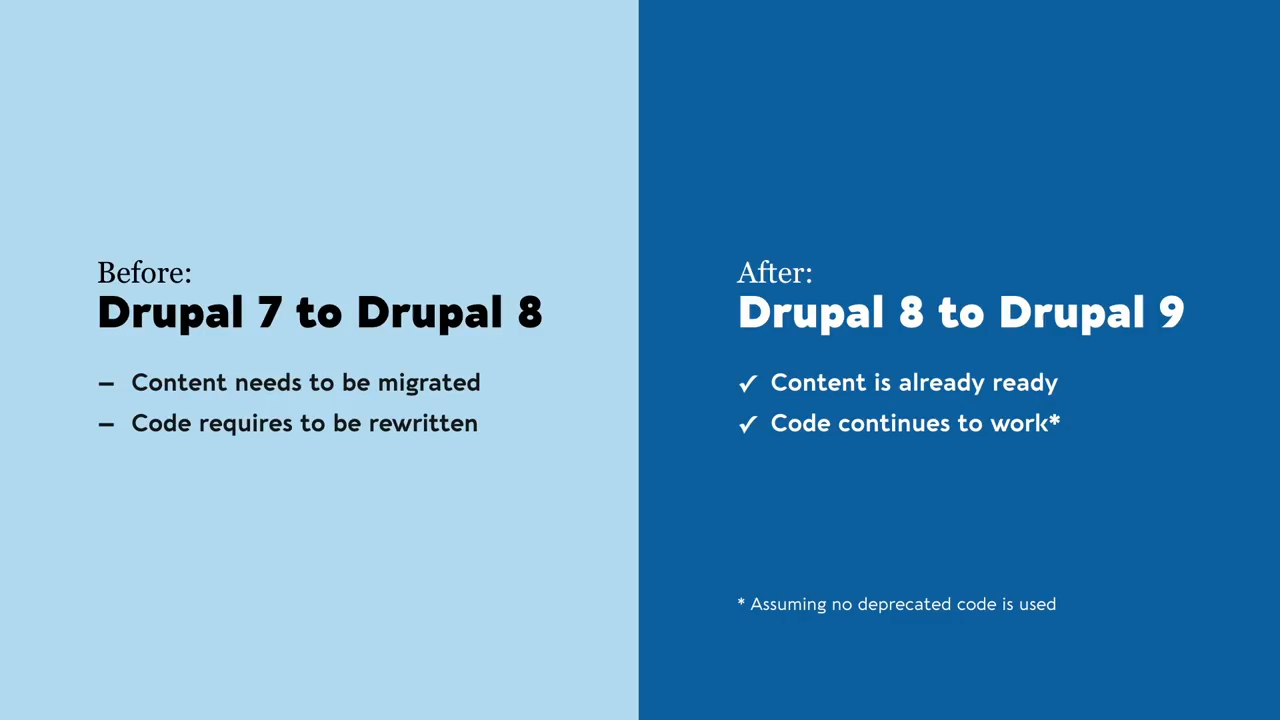 Before:
Drupal 7 to Drupal 8
– Content needs to be migrated
– Code requires to be rewritten
After:
Drupal 8 to Drupal 9
✓ Content is already ready
✓ Code continues to work*
* Assuming no deprecated code is used